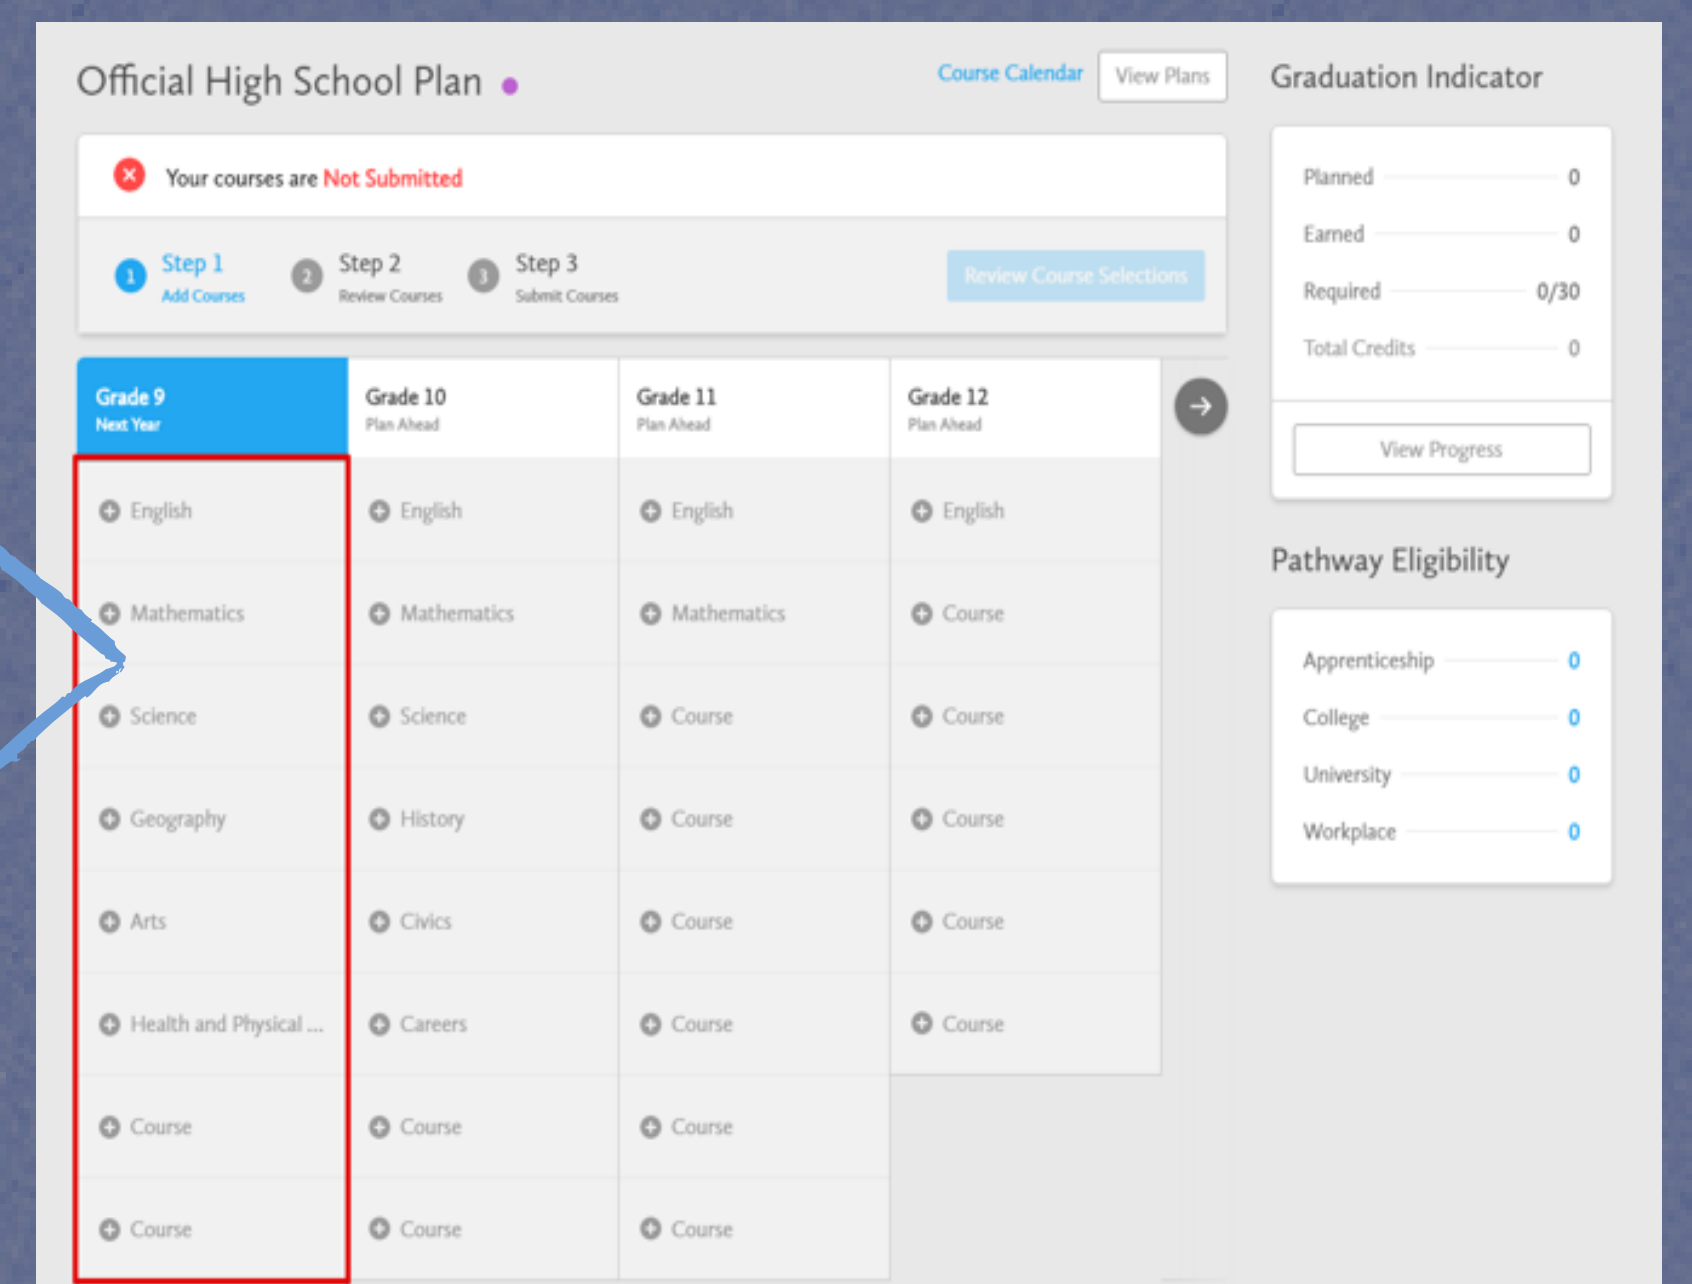 Official High School Plan
Course Calendar
View Plans
Your courses are Not Submitted
1 Step 1
Add Courses
2 Step 2
Review Courses
3 Step 3
Submit Courses
Review Course Selections
Grade 9
Next Year
Grade 10
Plan Ahead
Grade 11
Plan Ahead
Grade 12
Plan Ahead
English
English
English
English
Mathematics
Mathematics
Mathematics
Course
Science
Science
Course
Course
Geography
History
Course
Course
Arts
Civics
Course
Course
Health and Physical ...
Careers
Course
Course
Course
Course
Course
Course
Course
Course
Graduation Indicator
Planned 0
Earned 0
Required 0/30
Total Credits 0
View Progress
Pathway Eligibility
Apprenticeship 0
College 0
University 0
Workplace 0